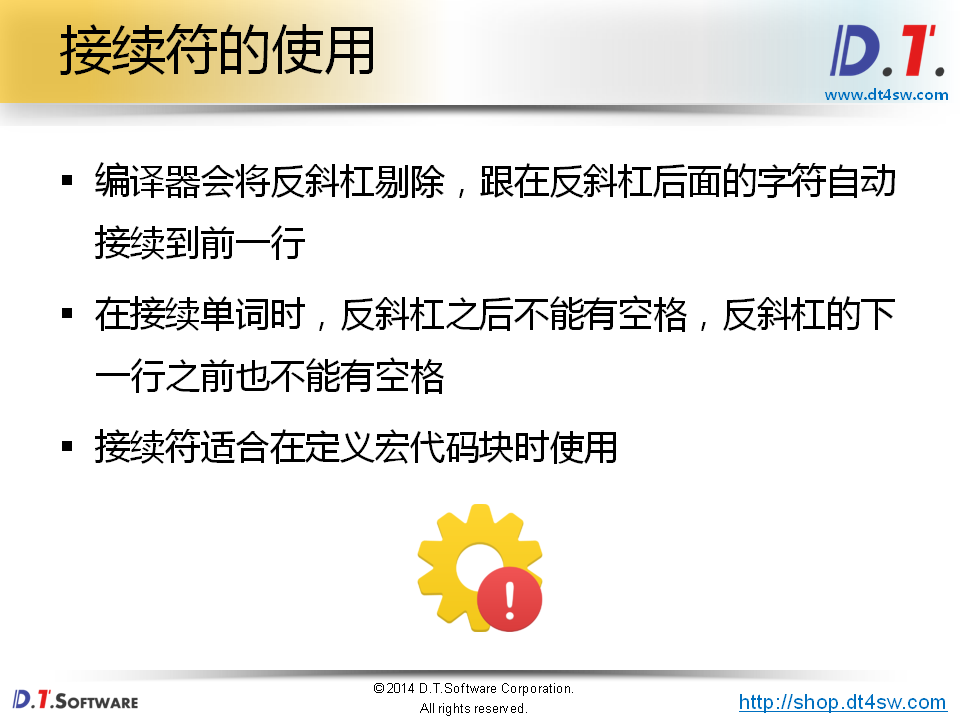 接续符的使用
D.T.
www.dt4sw.com
▪ 编译器会将反斜杠剔除，跟在反斜杠后面的字符自动
接续到前一行
▪ 在接续单词时，反斜杠之后不能有空格，反斜杠的下
一行之前也不能有空格
▪ 接续符适合在定义宏代码块时使用
!
D.T.SOFTWARE
©2014 D.T.Software Corporation.
All rights reserved.
http://shop.dt4sw.com